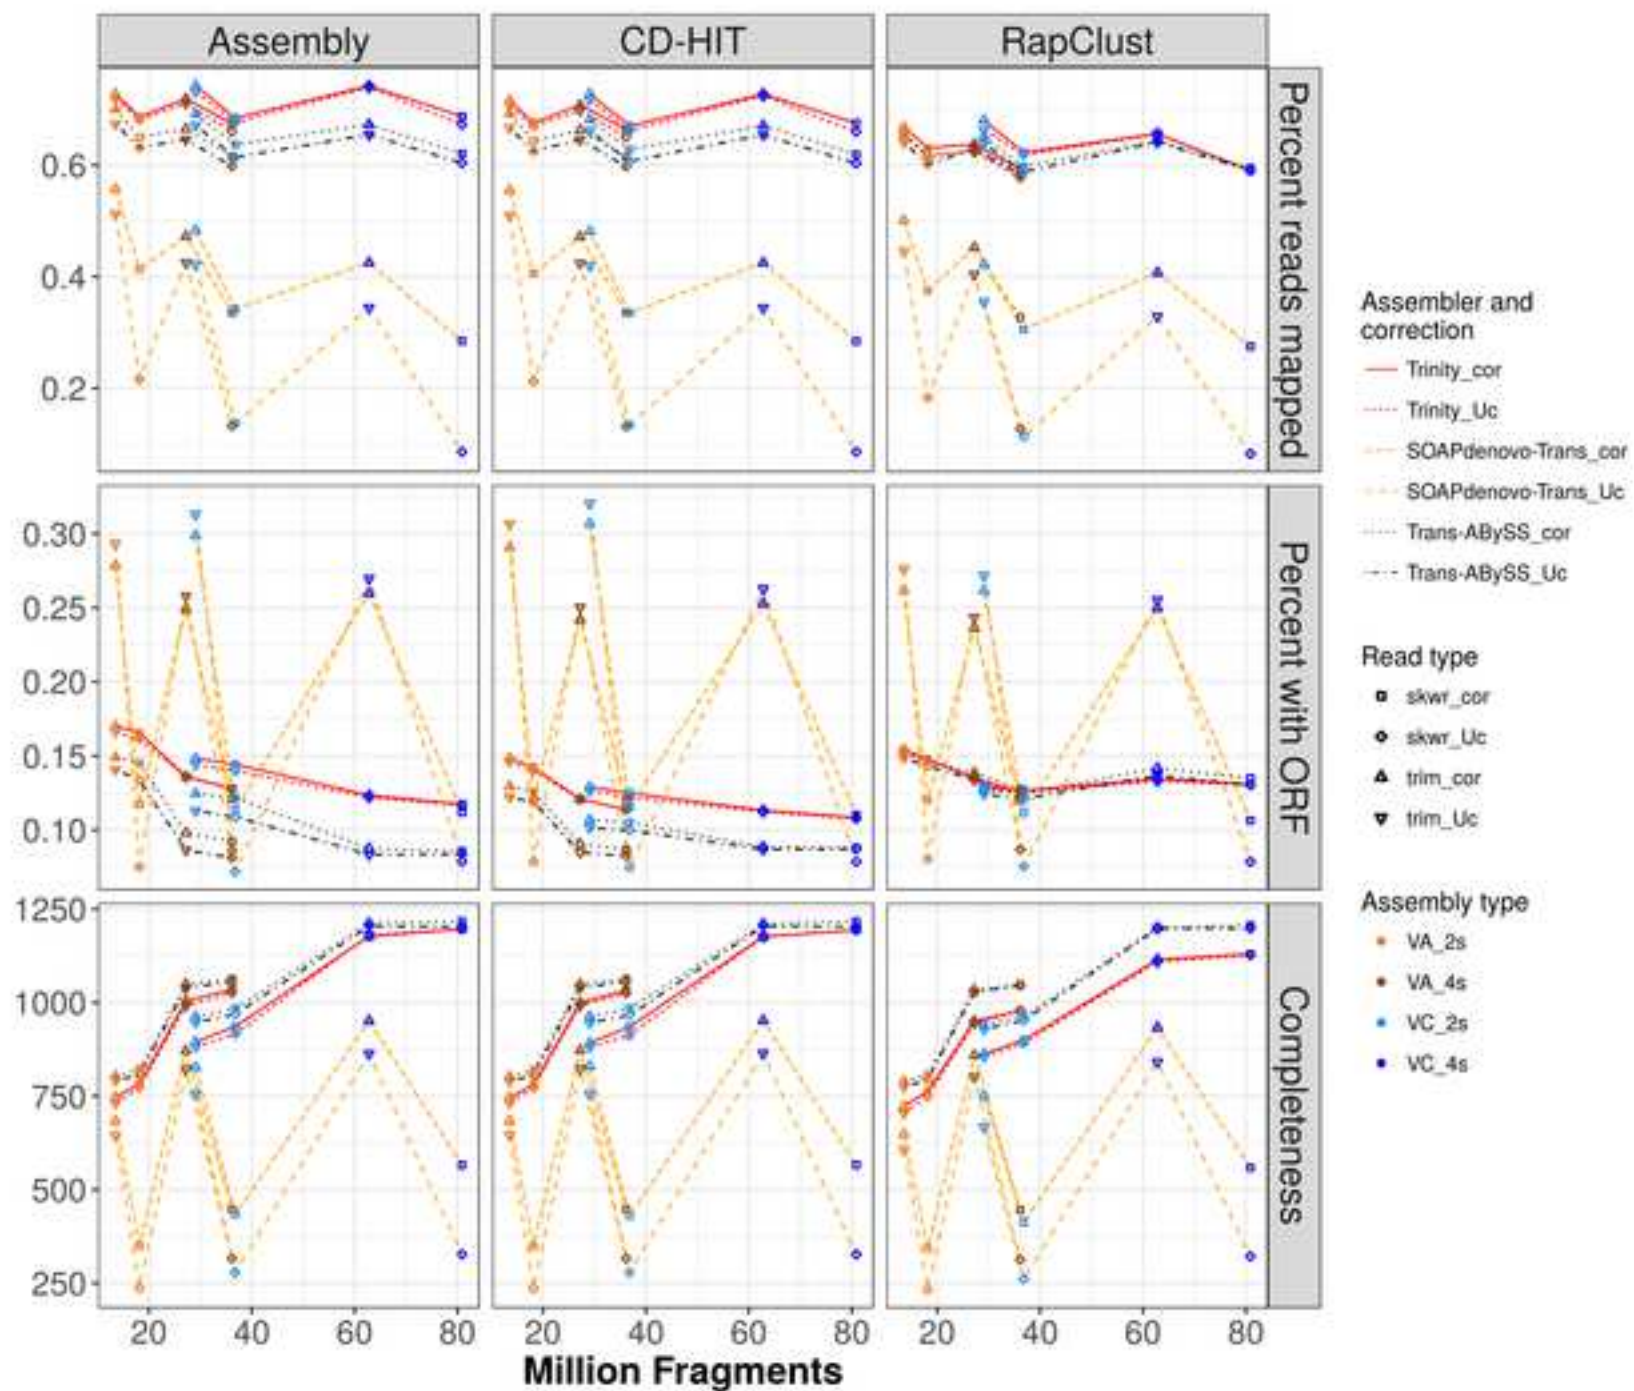 Assembly
CD-HIT
RapClust
Percent reads mapped
0.6
0.4
0.2
Percent with ORF
0.30
0.25
0.20
0.15
0.10
Completeness
1250
1000
750
500
250
20 40 60 80
20 40 60 80
20 40 60 80
Million Fragments
Assembler and
correction
Trinity_cor
Trinity_Uc
SOAPdenovo-Trans_cor
SOAPdenovo-Trans_Uc
Trans-ABySS_cor
Trans-ABySS_Uc
Read type
skwr_cor
skwr_Uc
trim_cor
trim_Uc
Assembly type
VA_2s
VA_4s
VC_2s
VC_4s